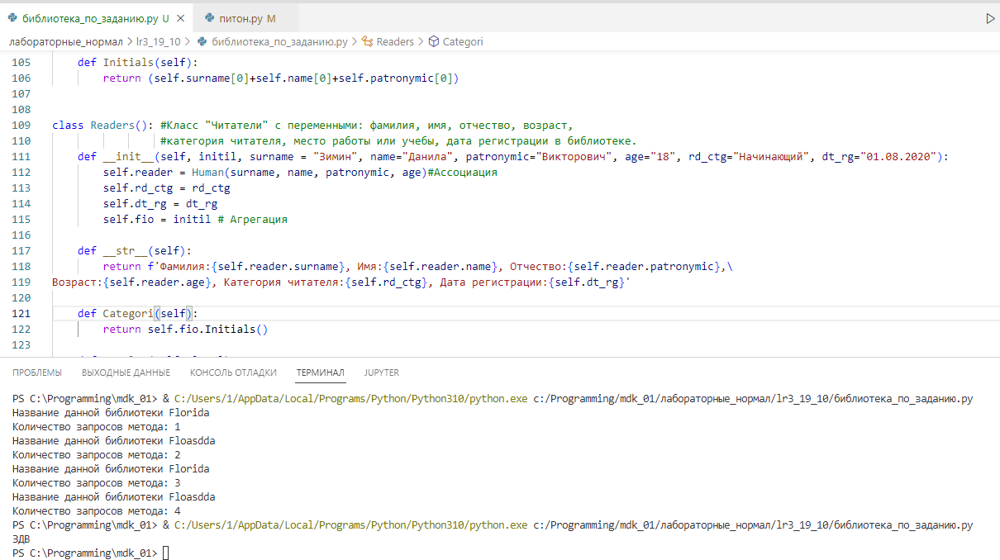 библиотека_по_заданию.py U
питон.py M
лабораторные_нормал > lr3_19_10 > библиотека_по_заданию.py > Readers > Categori
105 def Initials(self):
106 return (self.surname[0]+self.name[0]+self.patronymic[0])
107
108
109 class Readers(): #Класс "Читатели" с переменными: фамилия, имя, отчество, возраст,
110 #категория читателя, место работы или учебы, дата регистрации в библиотеке.
111 def __init__(self, initil, surname = "Зимин", name="Данила", patronymic="Викторович", age="18", rd_ctg="Начинающий", dt_rg="01.08.2020"):
112 self.reader = Human(surname, name, patronymic, age)#Ассоциация
113 self.rd_ctg = rd_ctg
114 self.dt_rg = dt_rg
115 self.fio = initil # Агрегация
116
117 def __str__(self):
118 return f'Фамилия:{self.reader.surname}, Имя:{self.reader.name}, Отчество:{self.reader.patronymic},\
119 Возраст:{self.reader.age}, Категория читателя:{self.rd_ctg}, Дата регистрации:{self.dt_rg}'
120
121 def Categori(self):
122 return self.fio.Initials()
123
ПРОБЛЕМЫ ВЫХОДНЫЕ ДАННЫЕ КОНСОЛЬ ОТЛАДКИ ТЕРМИНАЛ JUPYTER
PS C:\Programming\mdk_01> & C:/Users/1/AppData/Local/Programs/Python/Python310/python.exe c:/Programming/mdk_01/лабораторные_нормал/lr3_19_10/библиотека_по_заданию.py
Название данной библиотеки Florida
Количество запросов метода: 1
Название данной библиотеки Floasdda
Количество запросов метода: 2
Название данной библиотеки Florida
Количество запросов метода: 3
Название данной библиотеки Floasdda
Количество запросов метода: 4
PS C:\Programming\mdk_01> & C:/Users/1/AppData/Local/Programs/Python/Python310/python.exe c:/Programming/mdk_01/лабораторные_нормал/lr3_19_10/библиотека_по_заданию.py
ЗДВ
PS C:\Programming\mdk_01>